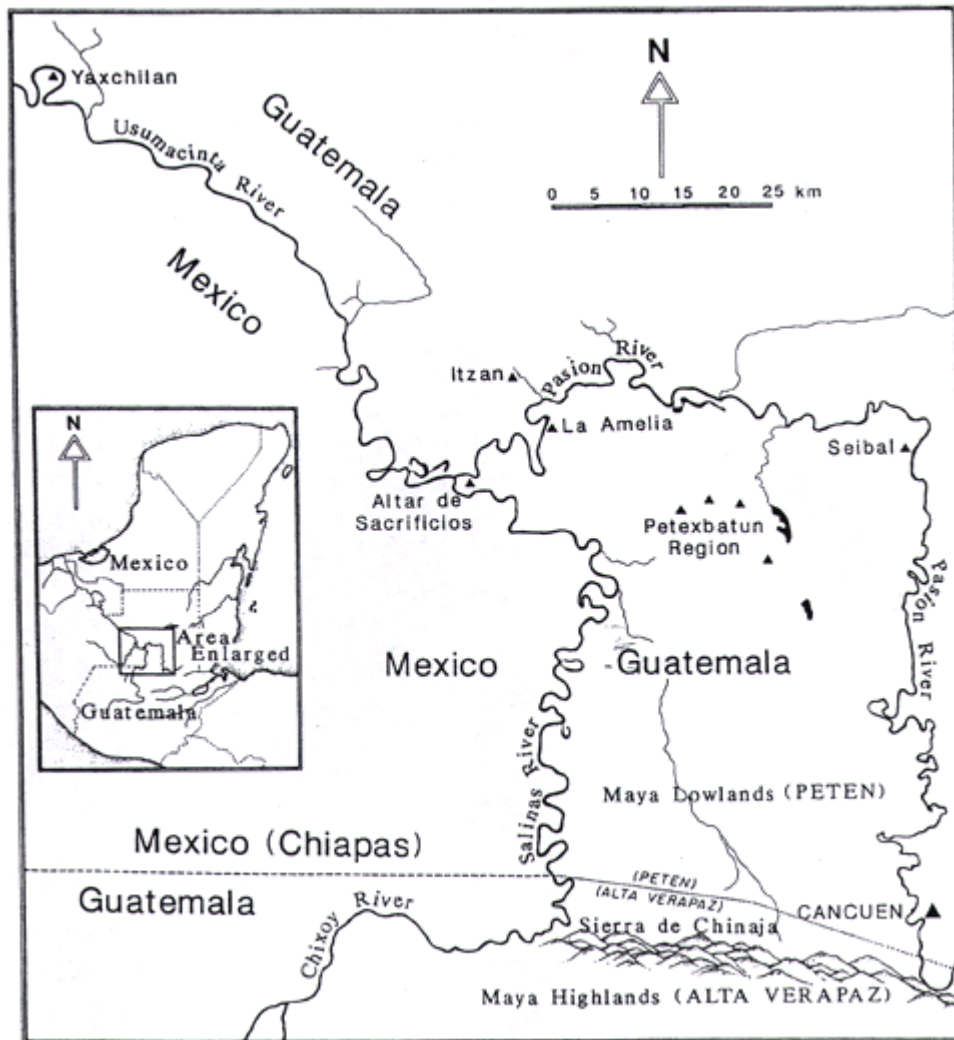 Yaxchilan
Usumacinta
River
Guatemala
N
0 5 10 15 20 25 km
Mexico
Pasion River
Itzan
La Amelia
Seibal
N
Altar de
Sacrificios
Petexbatun
Region
Mexico
Pasion River
Area
Enlarged
Mexico
Guatemala
Guatemala
Salinas River
Maya Lowlands (PETEN)
Mexico (Chiapas)
(PETEN)
(ALTA VERAPAZ)
Guatemala
Chixoy River
CANCUEN
Sierra de Chinaja
Maya Highlands (ALTA VERAPAZ)